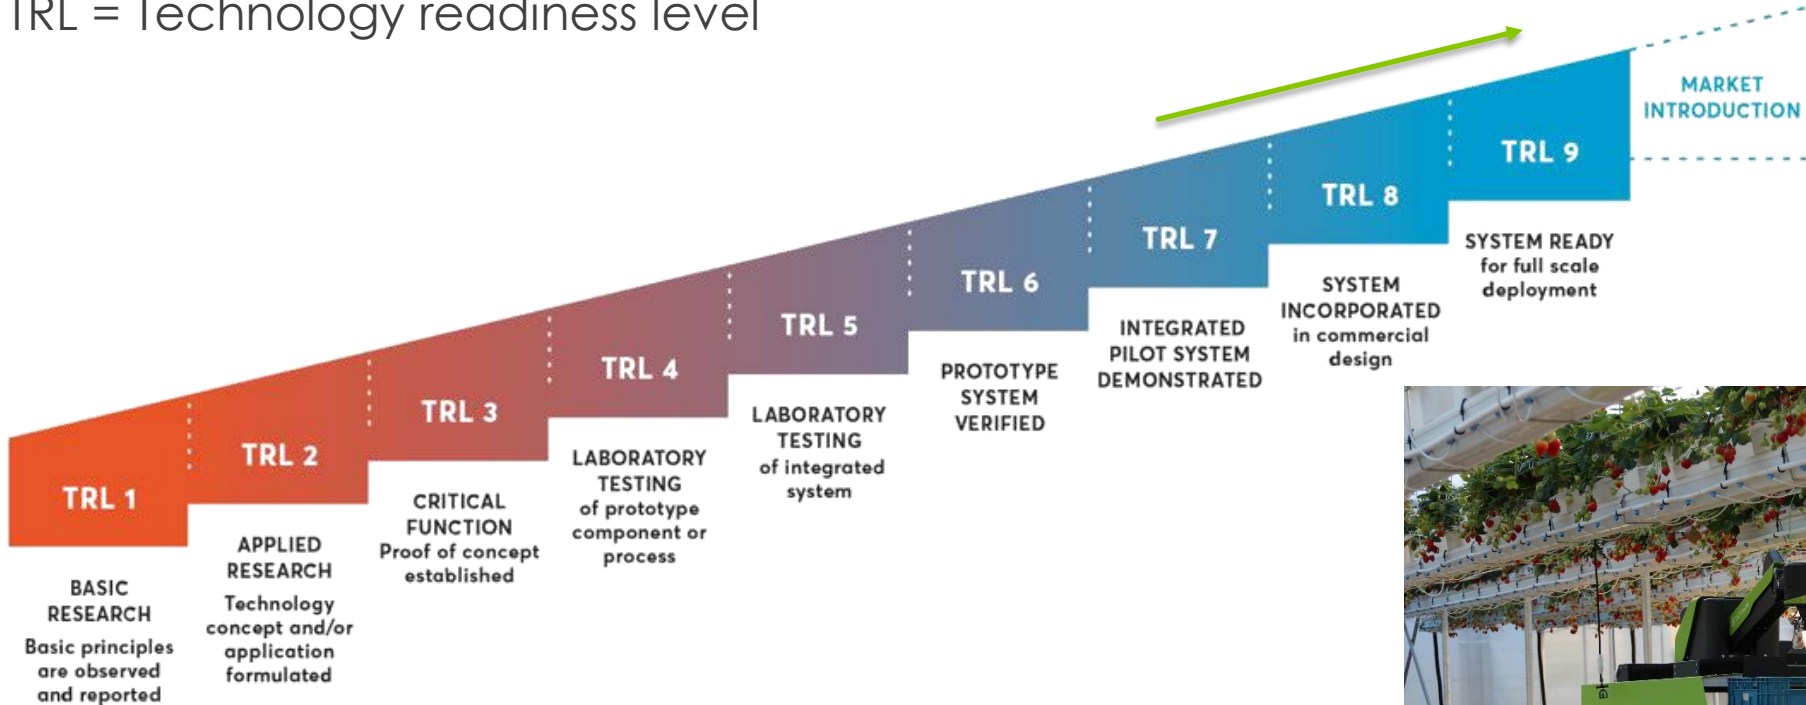 TRL = Technology readiness level
MARKET
INTRODUCTION
TRL 9
SYSTEM READY
for full scale
deployment
TRL 8
SYSTEM
INCORPORATED
in commercial
design
TRL 7
INTEGRATED
PILOT SYSTEM
DEMONSTRATED
TRL 6
PROTOTYPE
SYSTEM
VERIFIED
TRL 5
LABORATORY
TESTING
of integrated
system
TRL 4
LABORATORY
TESTING
of prototype
component or
process
TRL 3
CRITICAL
FUNCTION
Proof of concept
established
TRL 2
APPLIED
RESEARCH
Technology
concept and/or
application
formulated
TRL 1
BASIC
RESEARCH
Basic principles
are observed
and reported